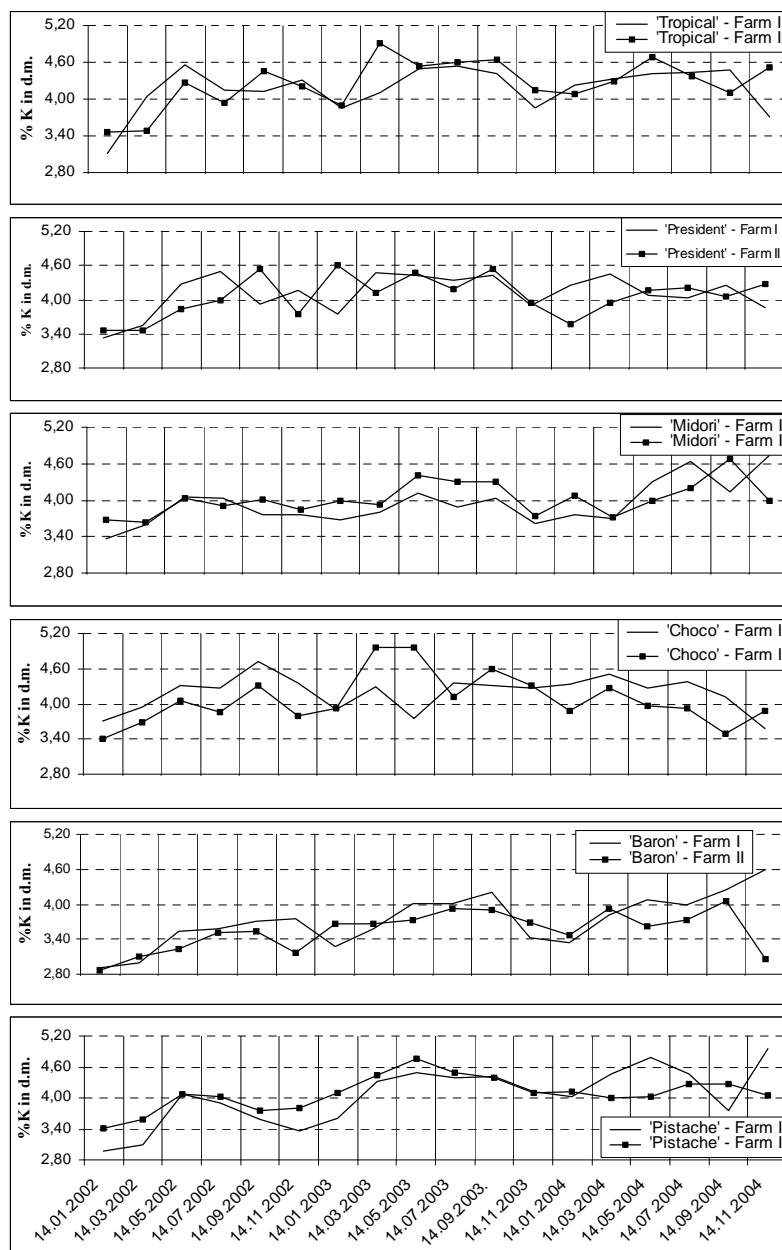 'Tropical' - Farm I
'Tropical' - Farm I
% K in d.m.
5,20
4,60
4,00
3,40
2,80
'President' - Farm I
'President' - Farm II
% K in d.m.
5,20
4,60
4,00
3,40
2,80
'Midori' - Farm I
'Midori' - Farm I
%K in d.m.
5,20
4,60
4,00
3,40
2,80
'Choco' - Farm I
'Choco' - Farm I
%K in d.m.
5,20
4,60
4,00
3,40
2,80
'Baron' - Farm I
'Baron' - Farm II
%K in d.m.
5,20
4,60
4,00
3,40
2,80
%K in d.m.
5,20
4,60
4,00
3,40
2,80
'Pistache' - Farm I
'Pistache' - Farm I
14.01.2002
14.03.2002
14.05.2002
14.07.2002
14.09.2002
14.11.2002
14.01.2003
14.03.2003
14.05.2003
14.07.2003
14.09.2003.
14.11.2003
14.01.2004
14.03.2004
14.05.2004
14.07.2004
14.09.2004
14.11.2004